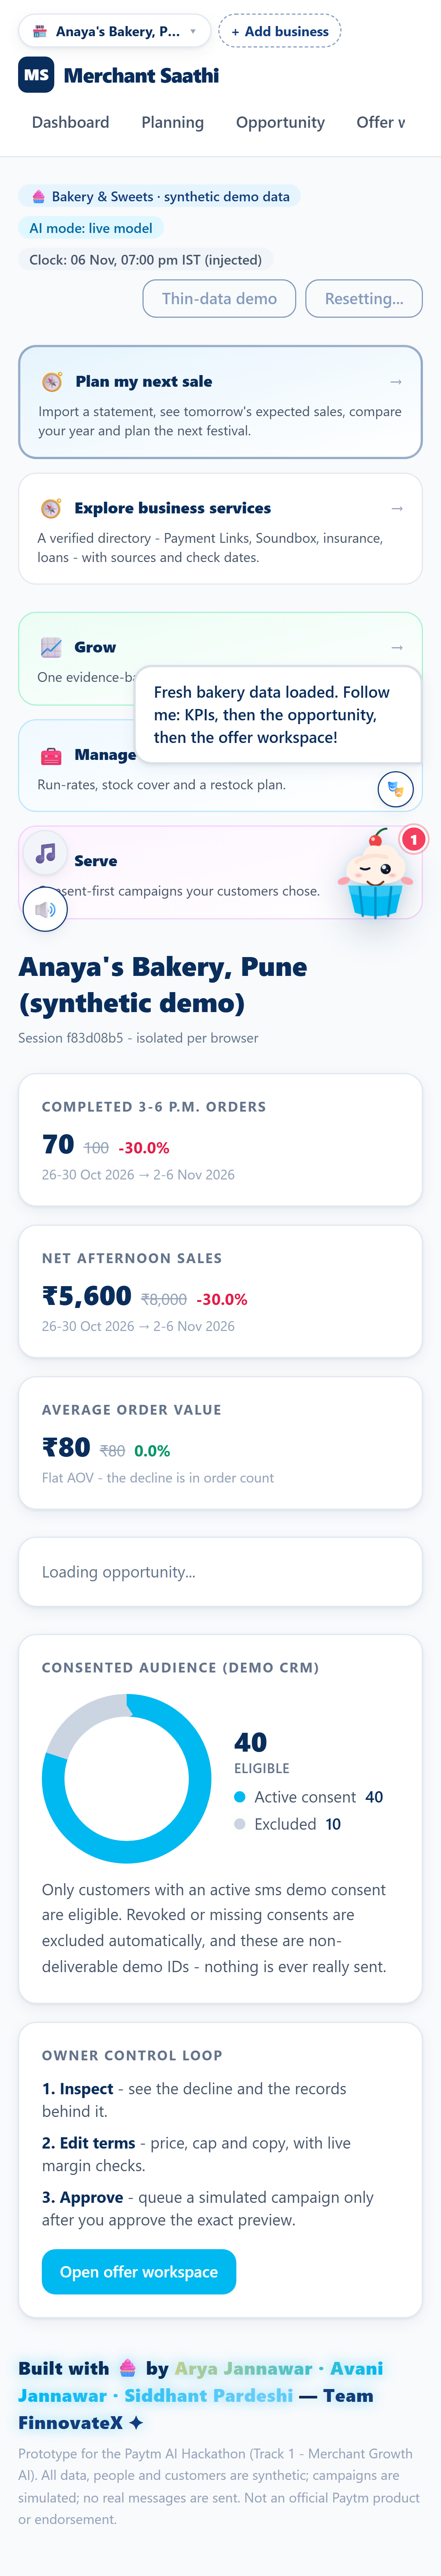 Anaya's Bakery, P... ▾
+ Add business
MS Merchant Saathi
Dashboard Planning Opportunity Offer w
Bakery & Sweets · synthetic demo data
AI mode: live model
Clock: 06 Nov, 07:00 pm IST (injected)
Thin-data demo Resetting...
Plan my next sale →
Import a statement, see tomorrow's expected sales, compare
your year and plan the next festival.
Explore business services →
A verified directory - Payment Links, Soundbox, insurance,
loans - with sources and check dates.
Grow →
One evidence-ba
Fresh bakery data loaded. Follow
me: KPIs, then the opportunity,
then the offer workspace!
Manage
Run-rates, stock cover and a restock plan.
1
Serve
sent-first campaigns your customers chose.
Anaya's Bakery, Pune
(synthetic demo)
Session f83d08b5 - isolated per browser
COMPLETED 3-6 P.M. ORDERS
70 100 -30.0%
26-30 Oct 2026 → 2-6 Nov 2026
NET AFTERNOON SALES
₹5,600 ₹8,000 -30.0%
26-30 Oct 2026 → 2-6 Nov 2026
AVERAGE ORDER VALUE
₹80 ₹80 0.0%
Flat AOV - the decline is in order count
Loading opportunity...
CONSENTED AUDIENCE (DEMO CRM)
40
ELIGIBLE
Active consent 40
Excluded 10
Only customers with an active sms demo consent
are eligible. Revoked or missing consents are
excluded automatically, and these are non-
deliverable demo IDs - nothing is ever really sent.
OWNER CONTROL LOOP
1. Inspect - see the decline and the records
behind it.
2. Edit terms - price, cap and copy, with live
margin checks.
3. Approve - queue a simulated campaign only
after you approve the exact preview.
Open offer workspace
Built with 🧁 by Arya Jannawar · Avani
Jannawar · Siddhant Pardeshi — Team
FinnovateX ✦
Prototype for the Paytm AI Hackathon (Track 1 - Merchant Growth
AI). All data, people and customers are synthetic; campaigns are
simulated; no real messages are sent. Not an official Paytm product
or endorsement.